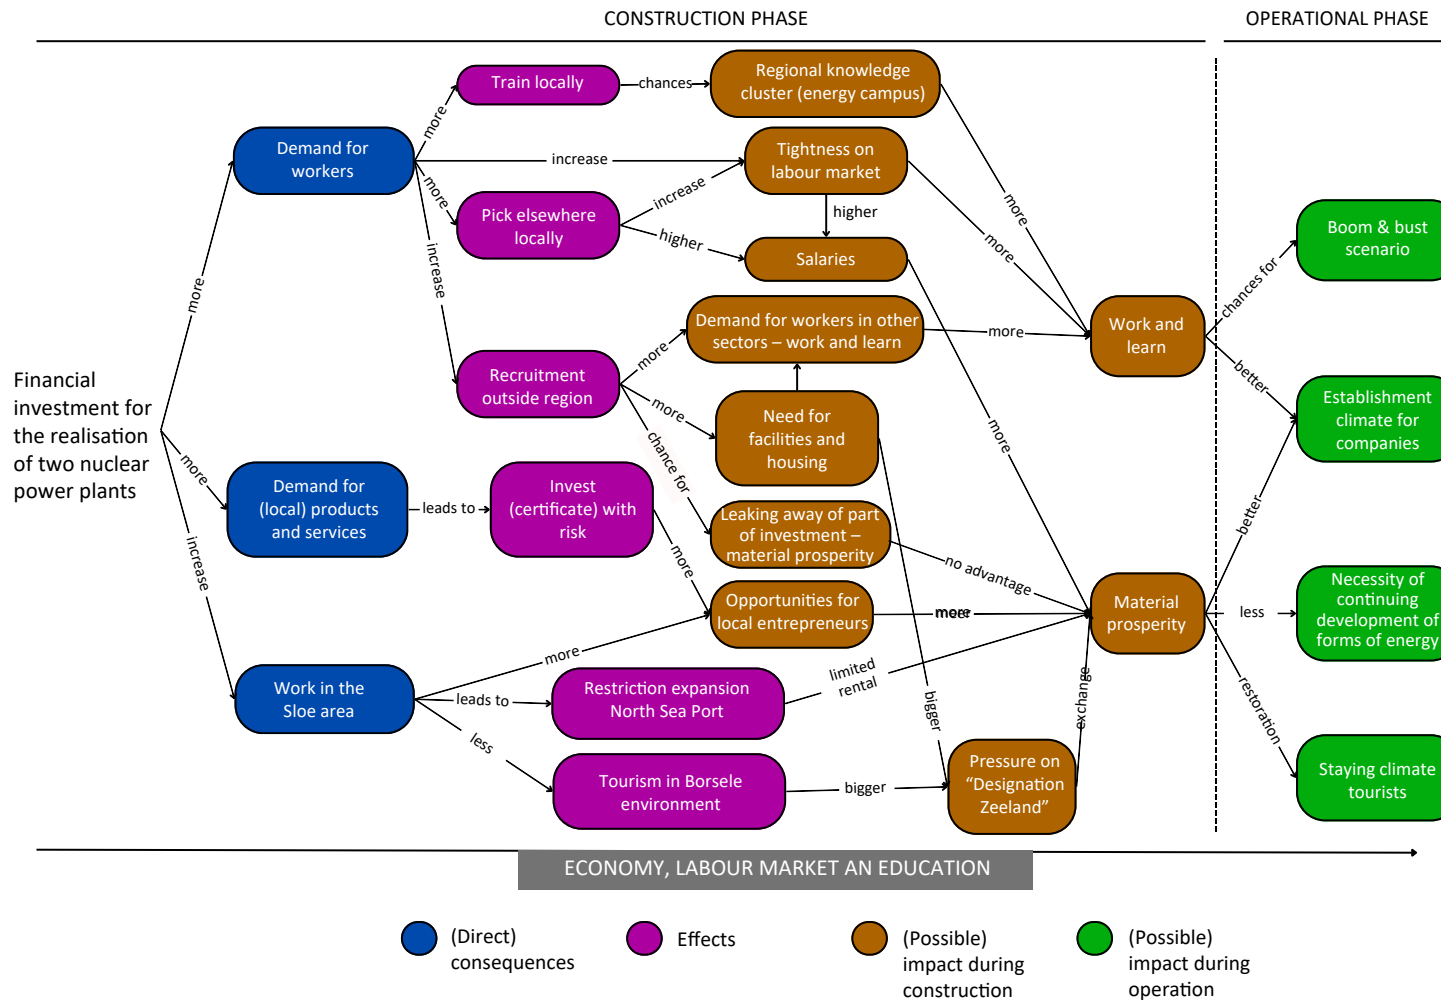 CONSTRUCTION PHASE
OPERATIONAL PHASE
Train locally
chances
Regional knowledge
cluster (energy campus)
more
Demand for
workers
increase
Tightness on
labour market
more
Pick elsewhere
locally
increase
higher
higher
Salaries
increase
more
more
more
Boom & bust
scenario
chances for
Demand for workers in other
sectors – work and learn
more
Work and
learn
more
Recruitment
outside region
more
better
Financial
investment for
the realisation
of two nuclear
power plants
Need for
facilities and
housing
more
Establishment
climate for
companies
chance for
more
Demand for
(local) products
and services
leads to
Invest
(certificate) with
risk
Leaking away of part
of investment –
material prosperity
better
increase
more
no advantage
Opportunities for
local entrepreneurs
meer
more
Material
prosperity
less
Necessity of
continuing
development of
forms of energy
more
limited
rental
Work in the
Sloe area
leads to
Restriction expansion
North Sea Port
bigger
exchange
restoration
less
Tourism in Borsele
environment
bigger
Pressure on
“Designation
Zeeland”
Staying climate
tourists
ECONOMY, LABOUR MARKET AN EDUCATION
(Direct)
consequences
Effects
(Possible)
impact during
construction
(Possible)
impact during
operation